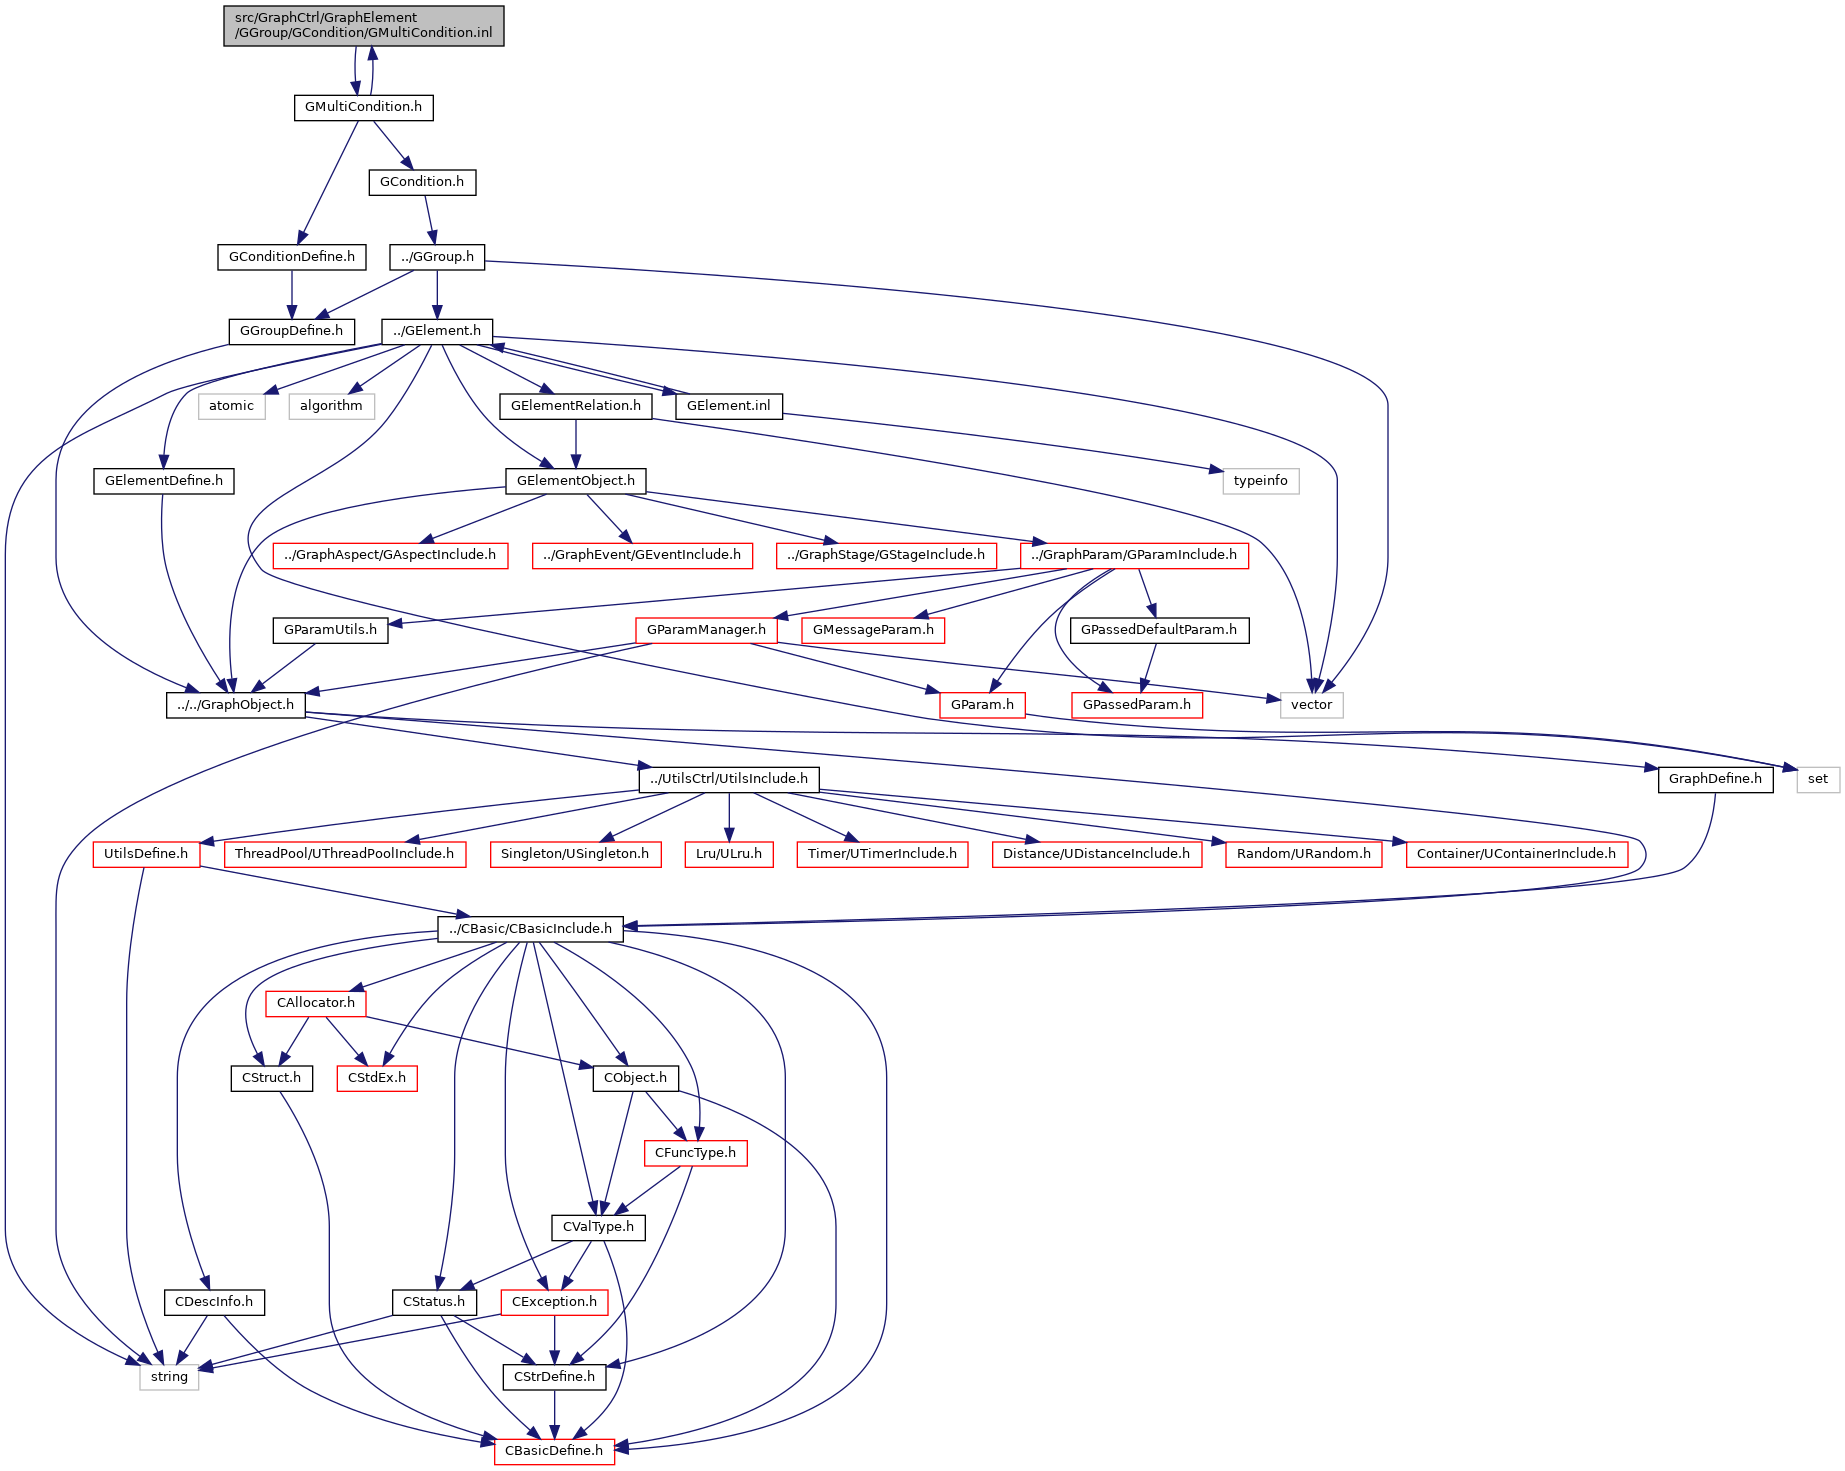 src/GraphCtrl/GraphElement
/GGroup/GCondition/GMultiCondition.inl
GMultiCondition.h
GCondition.h
GConditionDefine.h
../GGroup.h
GGroupDefine.h
../GElement.h
atomic
algorithm
GElementRelation.h
GElement.inl
GElementDefine.h
GElementObject.h
typeinfo
../GraphAspect/GAspectInclude.h
../GraphEvent/GEventInclude.h
../GraphStage/GStageInclude.h
../GraphParam/GParamInclude.h
GParamUtils.h
GParamManager.h
GMessageParam.h
GPassedDefaultParam.h
../../GraphObject.h
GParam.h
GPassedParam.h
vector
../UtilsCtrl/UtilsInclude.h
GraphDefine.h
set
UtilsDefine.h
ThreadPool/UThreadPoolInclude.h
Singleton/USingleton.h
Lru/ULru.h
Timer/UTimerInclude.h
Distance/UDistanceInclude.h
Random/URandom.h
Container/UContainerInclude.h
../CBasic/CBasicInclude.h
CAllocator.h
CStruct.h
CStdEx.h
CObject.h
CFuncType.h
CValType.h
CDescInfo.h
CStatus.h
CException.h
string
CStrDefine.h
CBasicDefine.h